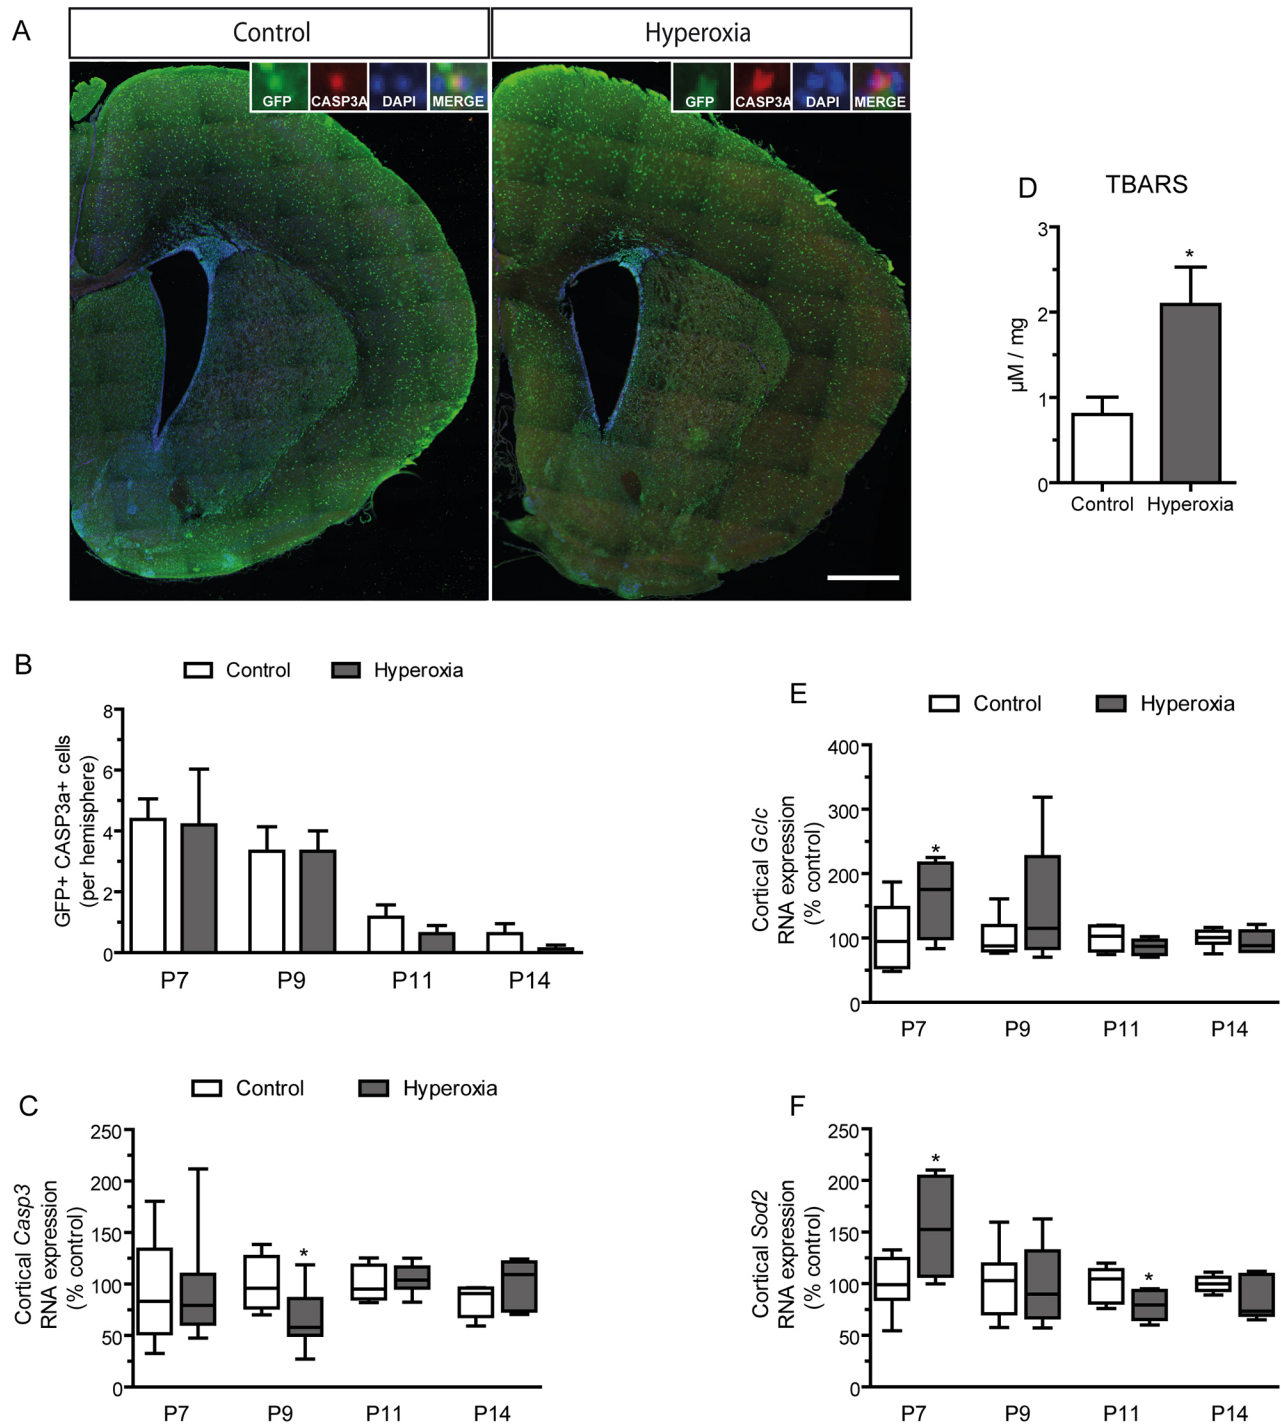 A
Control
Hyperoxia
GFP CASP3A DAPI MERGE
GFP CASP3A DAPI MERGE
D
TBARS
µM / mg
3
2
1
0
Control Hyperoxia
B
Control Hyperoxia
GFP+ CASP3a+ cells
(per hemisphere)
8
6
4
2
0
P7 P9 P11 P14
C
Control Hyperoxia
Cortical Casp3
RNA expression
(% control)
250
200
150
100
50
0
P7 P9 P11 P14
E
Control Hyperoxia
Cortical Gclc
RNA expression
(% control)
400
300
200
100
0
*
P7 P9 P11 P14
F
Cortical Sod2
RNA expression
(% control)
250
200
150
100
50
0
P7 P9 P11 P14